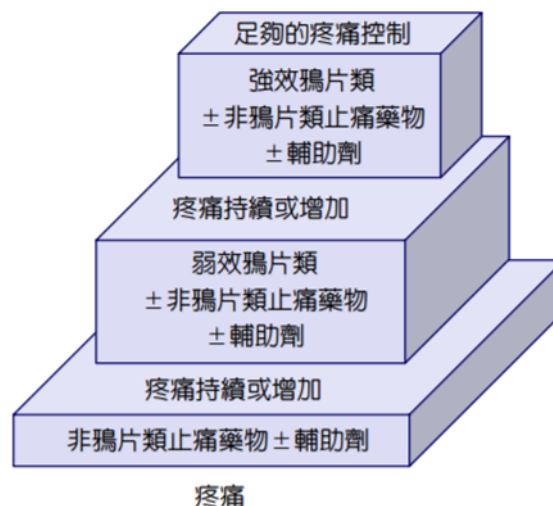 足夠的疼痛控制
強效鴉片類
±非鴉片類止痛藥物
±輔助劑
疼痛持續或增加
弱效鴉片類
±非鴉片類止痛藥物
±輔助劑
疼痛持續或增加
非鴉片類止痛藥物±輔助劑
疼痛